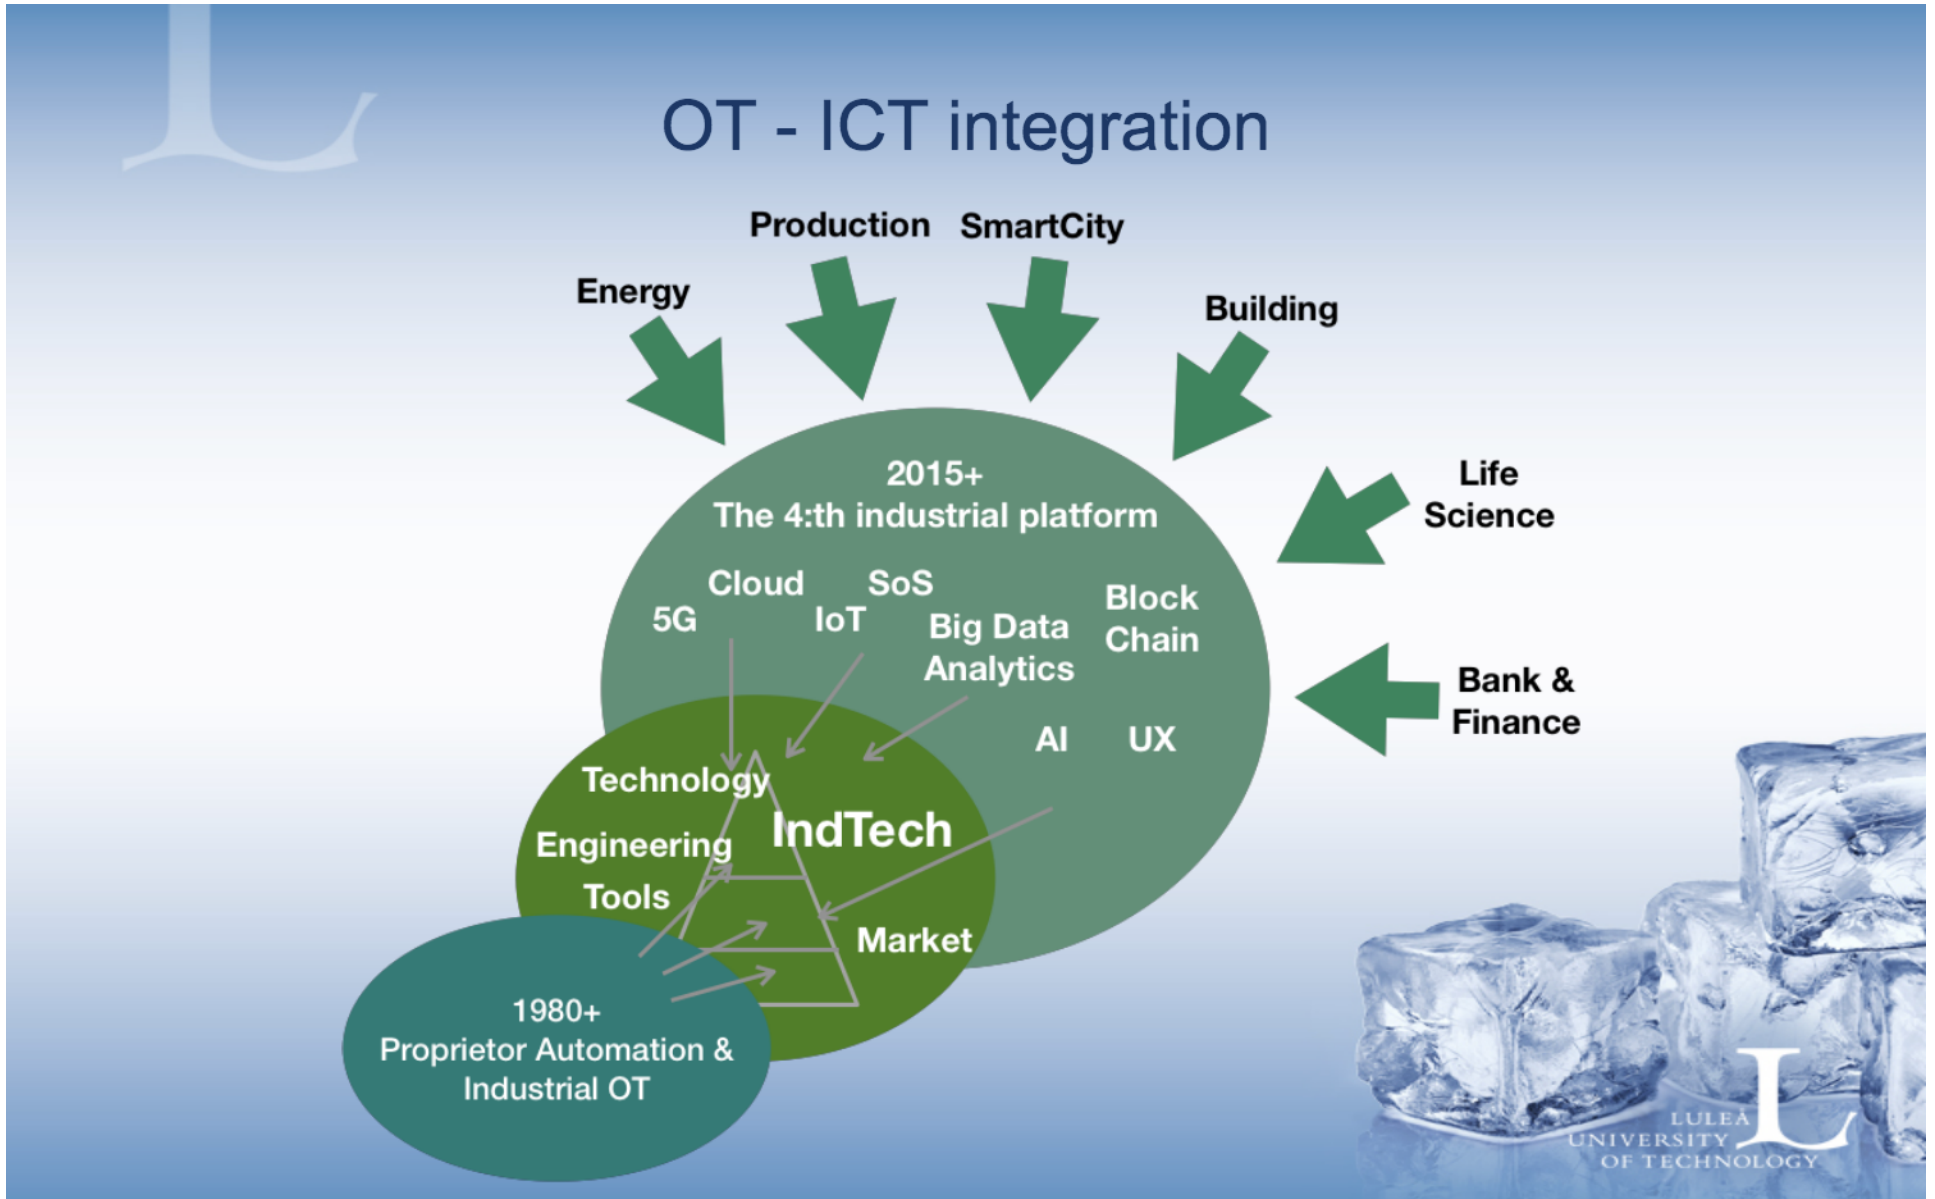 OT - ICT integration
Production SmartCity
Energy
Building
Life
Science
Bank &
Finance
2015+
The 4:th industrial platform
Cloud
SoS
5G
IoT
Big Data
Analytics
Block
Chain
AI
UX
Technology
IndTech
Engineering
Tools
Market
1980+
Proprietor Automation &
Industrial OT
L
LULEÅ
UNIVERSITY
OF TECHNOLOGY
L